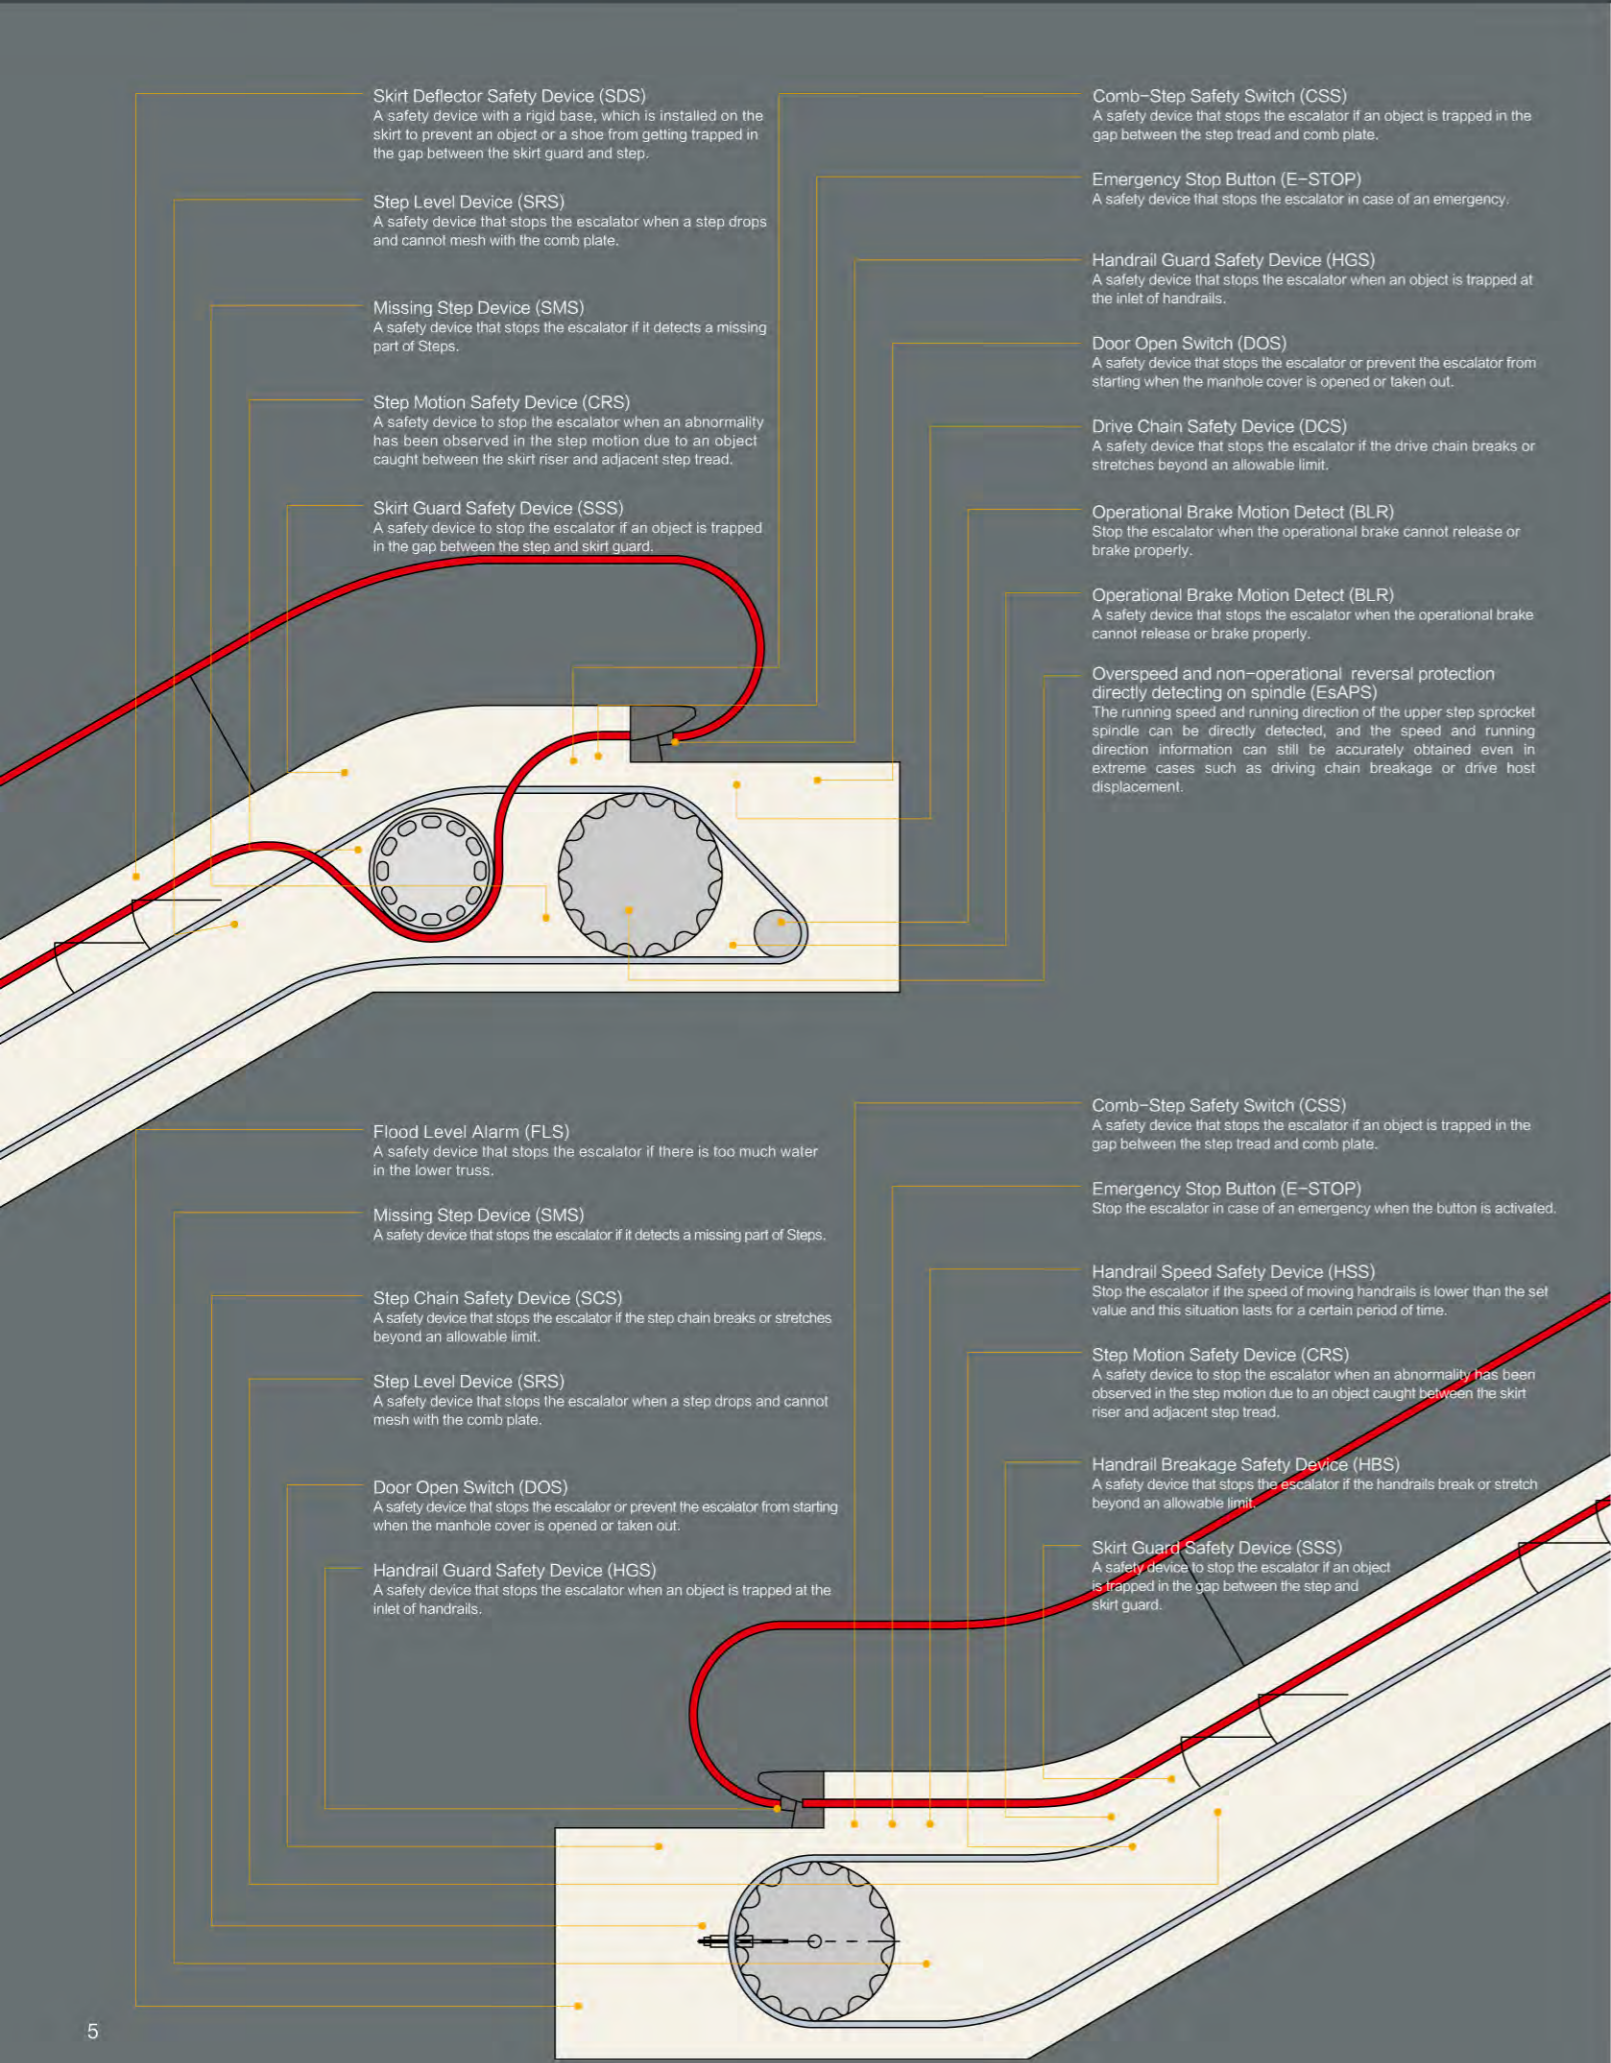 Skirt Deflector Safety Device (SDS)
A safety device with a rigid base, which is installed on the
skirt to prevent an object or a shoe from getting trapped in
the gap between the skirt guard and step.
Step Level Device (SRS)
A safety device that stops the escalator when a step drops
and cannot mesh with the comb plate.
Missing Step Device (SMS)
A safety device that stops the escalator if it detects a missing
part of Steps.
Step Motion Safety Device (CRS)
A safety device to stop the escalator when an abnormality
has been observed in the step motion due to an object
caught between the skirt riser and adjacent step tread.
Skirt Guard Safety Device (SSS)
A safety device to stop the escalator if an object is trapped
in the gap between the step and skirt guard.
Comb-Step Safety Switch (CSS)
A safety device that stops the escalator if an object is trapped in the
gap between the step tread and comb plate.
Emergency Stop Button (E-STOP)
A safety device that stops the escalator in case of an emergency.
Handrail Guard Safety Device (HGS)
A safety device that stops the escalator when an object is trapped at
the inlet of handrails.
Door Open Switch (DOS)
A safety device that stops the escalator or prevent the escalator from
starting when the manhole cover is opened or taken out.
Drive Chain Safety Device (DCS)
A safety device that stops the escalator if the drive chain breaks or
stretches beyond an allowable limit.
Operational Brake Motion Detect (BLR)
Stop the escalator when the operational brake cannot release or
brake properly.
Operational Brake Motion Detect (BLR)
A safety device that stops the escalator when the operational brake
cannot release or brake properly.
Overspeed and non-operational reversal protection
directly detecting on spindle (EsAPS)
The running speed and running direction of the upper step sprocket
spindle can be directly detected, and the speed and running
direction information can still be accurately obtained even in
extreme cases such as driving chain breakage or drive host
displacement.
Flood Level Alarm (FLS)
A safety device that stops the escalator if there is too much water
in the lower truss.
Missing Step Device (SMS)
A safety device that stops the escalator if it detects a missing part of Steps.
Step Chain Safety Device (SCS)
A safety device that stops the escalator if the step chain breaks or stretches
beyond an allowable limit.
Step Level Device (SRS)
A safety device that stops the escalator when a step drops and cannot
mesh with the comb plate.
Door Open Switch (DOS)
A safety device that stops the escalator or prevent the escalator from starting
when the manhole cover is opened or taken out.
Handrail Guard Safety Device (HGS)
A safety device that stops the escalator when an object is trapped at the
inlet of handrails.
Comb-Step Safety Switch (CSS)
A safety device that stops the escalator if an object is trapped in the
gap between the step tread and comb plate.
Emergency Stop Button (E-STOP)
Stop the escalator in case of an emergency when the button is activated.
Handrail Speed Safety Device (HSS)
Stop the escalator if the speed of moving handrails is lower than the set
value and this situation lasts for a certain period of time.
Step Motion Safety Device (CRS)
A safety device to stop the escalator when an abnormality has been
observed in the step motion due to an object caught between the skirt
riser and adjacent step tread.
Handrail Breakage Safety Device (HBS)
A safety device that stops the escalator if the handrails break or stretch
beyond an allowable limit.
Skirt Guard Safety Device (SSS)
A safety device to stop the escalator if an object
is trapped in the gap between the step and
skirt guard.
5